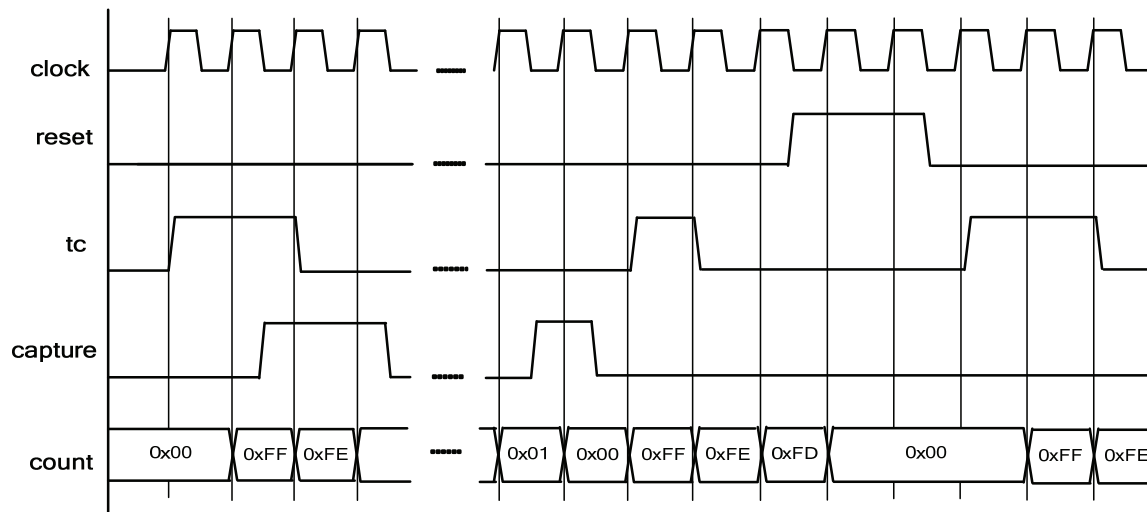 clock
reset
tc
capture
count
0x00 0xFF 0xFE 0x01 0x00 0xFF 0xFE 0xFD 0x00 0xFF 0xFE